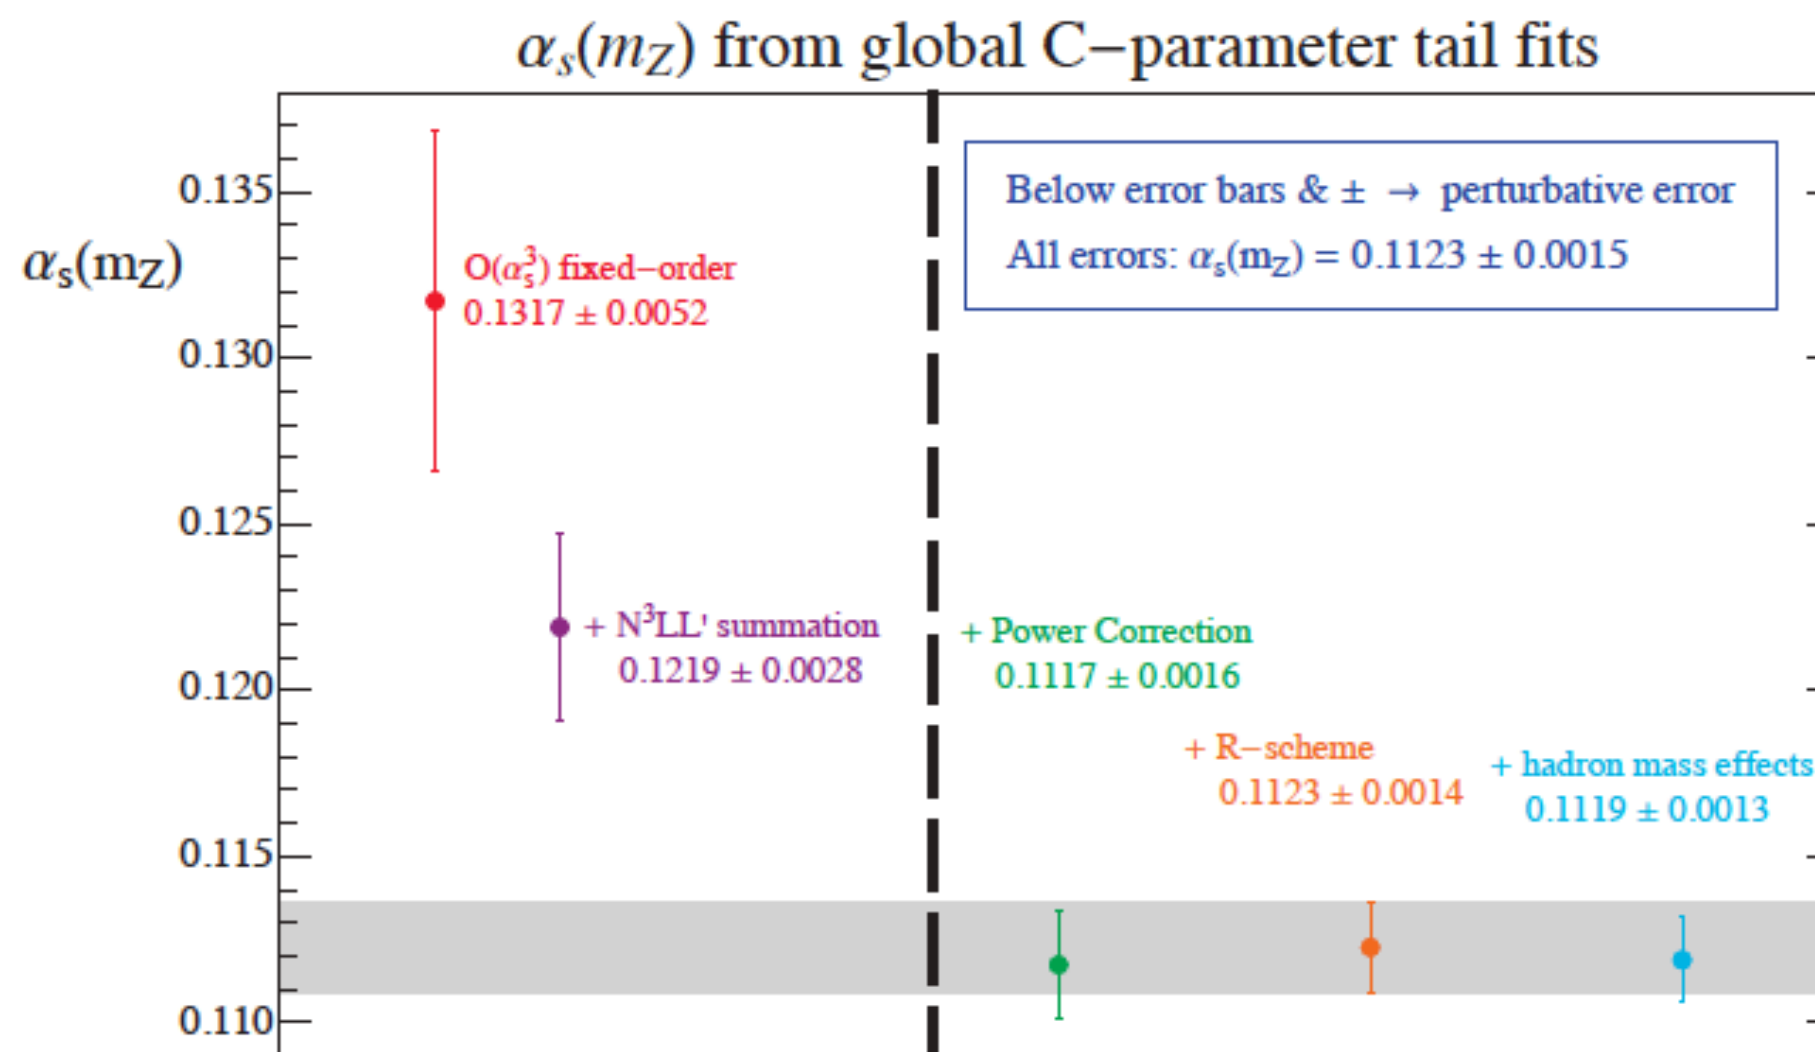 αₛ(m_Z) from global C−parameter tail fits
0.135
0.130
0.125
0.120
0.115
0.110
αₛ(m_Z)
Below error bars & ± → perturbative error
All errors: αₛ(m_Z) = 0.1123 ± 0.0015
O(αₛ³) fixed−order
0.1317 ± 0.0052
+ N³LL' summation
0.1219 ± 0.0028
+ Power Correction
0.1117 ± 0.0016
+ R−scheme
0.1123 ± 0.0014
+ hadron mass effects
0.1119 ± 0.0013